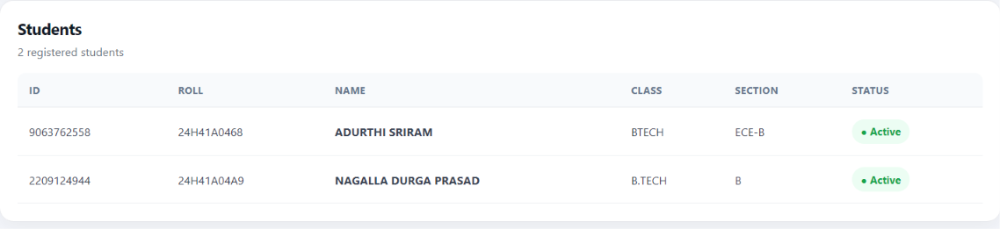 Students
2 registered students
ID ROLL NAME CLASS SECTION STATUS
9063762558 24H41A0468 ADURTHI SRIRAM BTECH ECE-B Active
2209124944 24H41A04A9 NAGALLA DURGA PRASAD B.TECH B Active